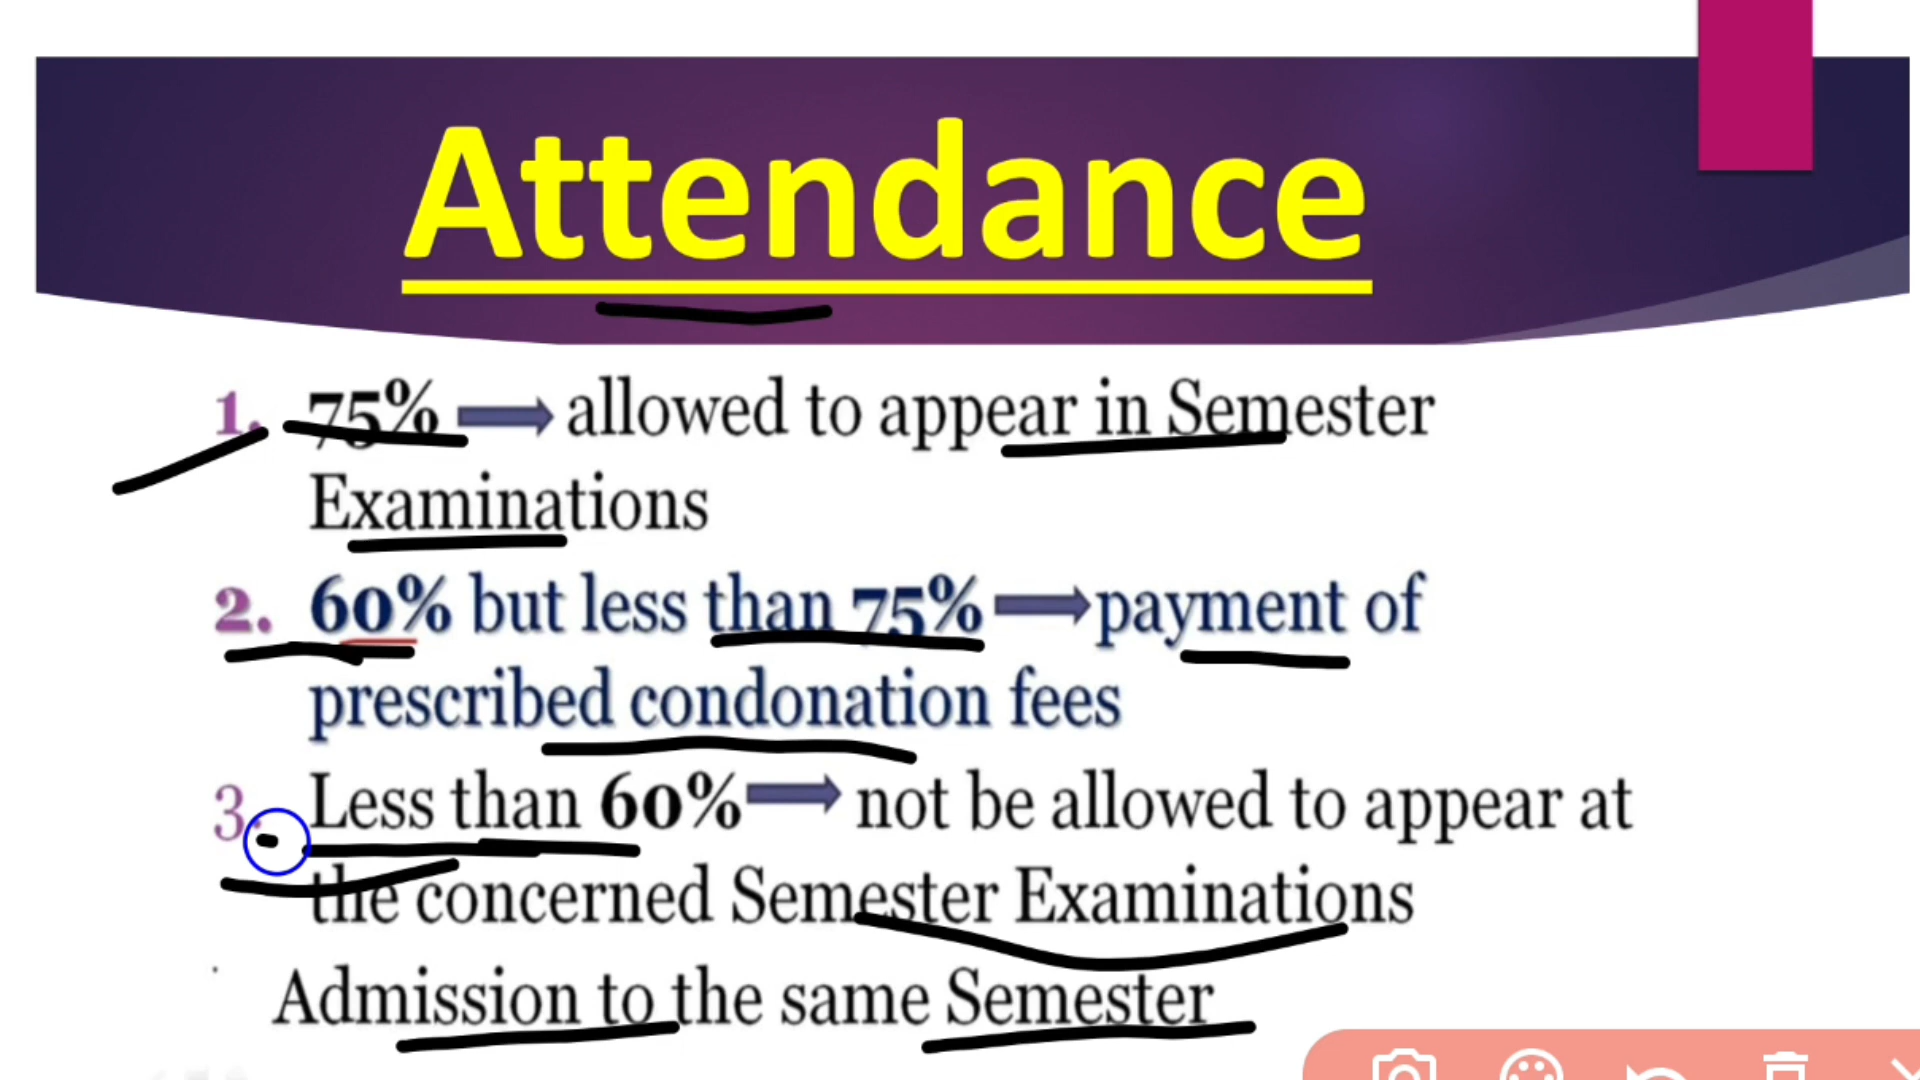 Attendance
1. 75% allowed to appear in Semester
Examinations
2. 60% but less than 75% payment of
prescribed condonation fees
3. Less than 60% not be allowed to appear at
the concerned Semester Examinations
Admission to the same Semester